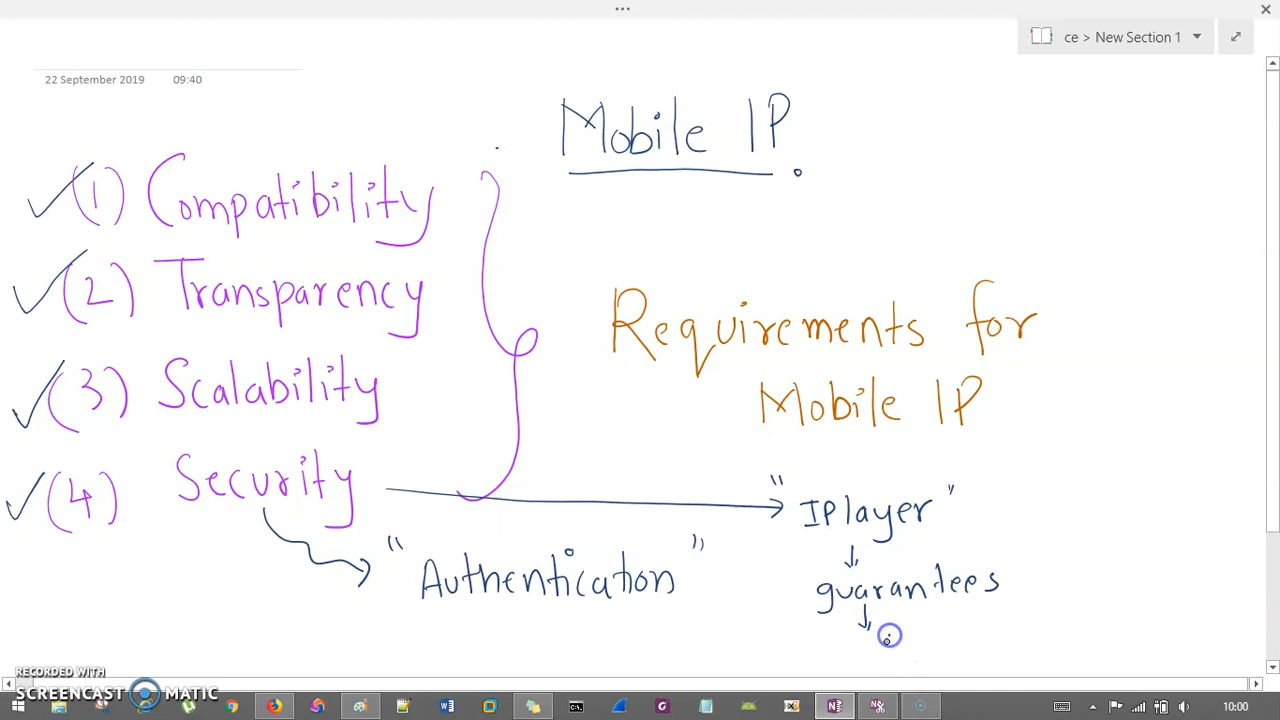 ce > New Section 1
22 September 2019 09:40
Mobile IP.
(1) Compatibility
(2) Transparency
(3) Scalability
(4) Security
Requirements for
Mobile IP
"IP layer"
"Authentication"
guarantees
RECORDED WITH
SCREENCAST MATIC
10:00